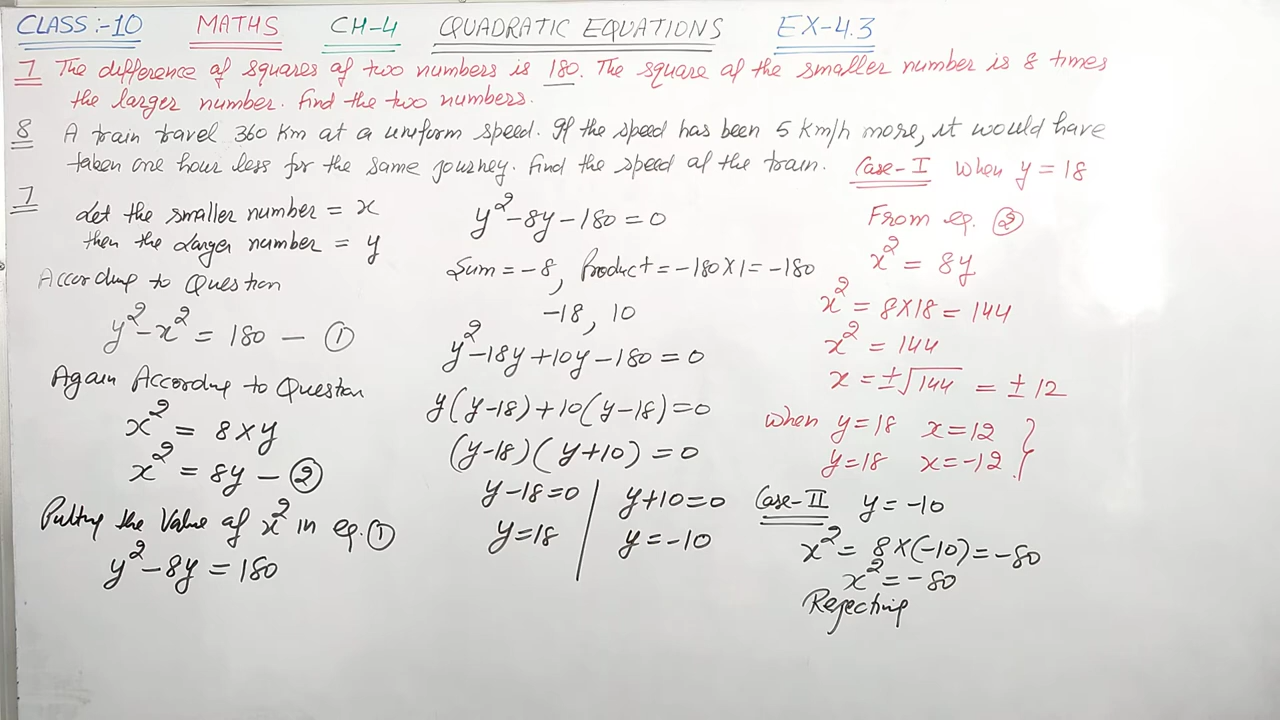 CLASS :- 10 MATHS CH-4 QUADRATIC EQUATIONS EX-4.3
7 The difference of squares of two numbers is 180. The square of the smaller number is 8 times
the larger number. Find the two numbers.
8 A train travel 360 Km at a uniform speed. If the speed has been 5 km/h more, it would have
taken one hour less for the same journey. Find the speed of the train.
7
Let the smaller number = x
then the larger number = y
According to Question
y² - x² = 180 — ①
Again According to Question
x² = 8 × y
x² = 8y — ②
Putting the Value of x² in eq. ①
y² - 8y = 180
y² - 8y - 180 = 0
Sum = -8, Product = -180 × 1 = -180
-18, 10
y² - 18y + 10y - 180 = 0
y(y-18) + 10(y-18) = 0
(y-18)(y+10) = 0
y-18=0 | y+10=0
y=18 | y=-10
Case-I When y = 18
From eq. ②
x² = 8y
x² = 8×18 = 144
x² = 144
x = ±√144 = ±12
When y=18 x=12 }
y=18 x=-12 }
Case-II y = -10
x² = 8×(-10) = -80
x² = -80
Rejecting